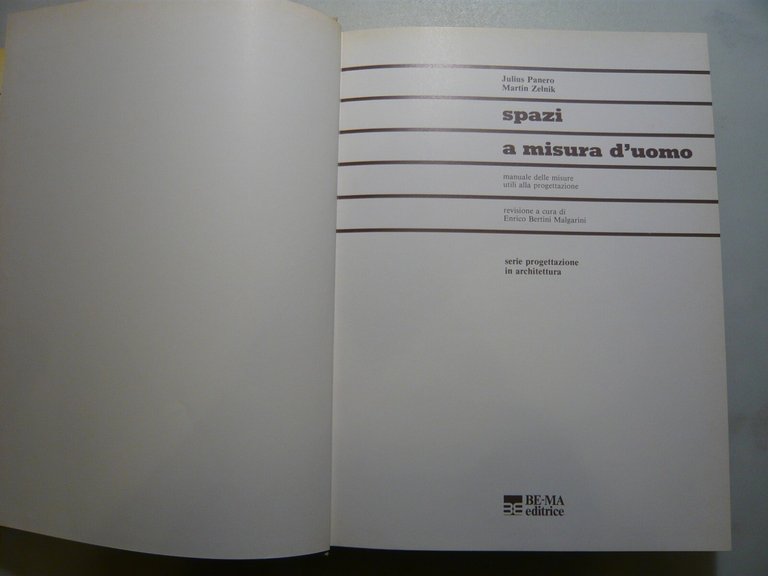 Julius Panero
Martin Zelnik
spazi
a misura d'uomo
manuale delle misure
utili alla progettazione
revisione a cura di
Enrico Bertini Malgarini
serie progettazione
in architettura
BE-MA
editrice